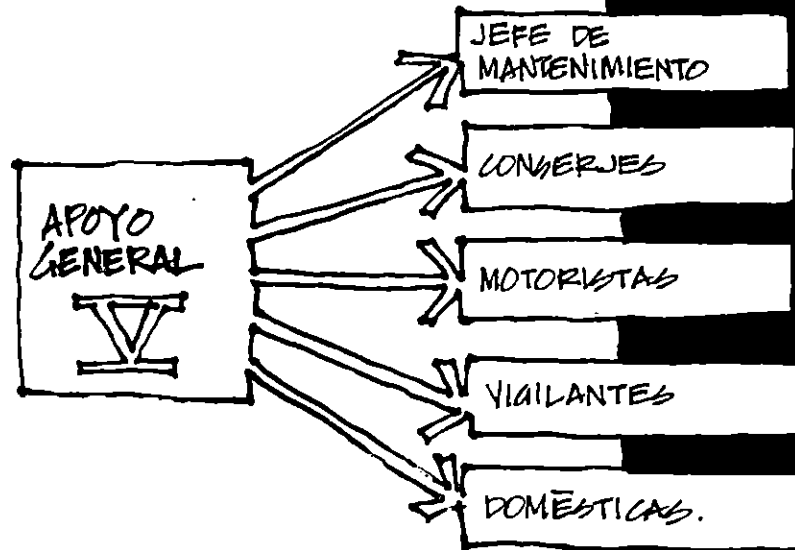 JEFE DE
MANTENIMIENTO
CONSERJES
APOYO
GENERAL
V
MOTORISTAS
VIGILANTES
DOMÉSTICAS.